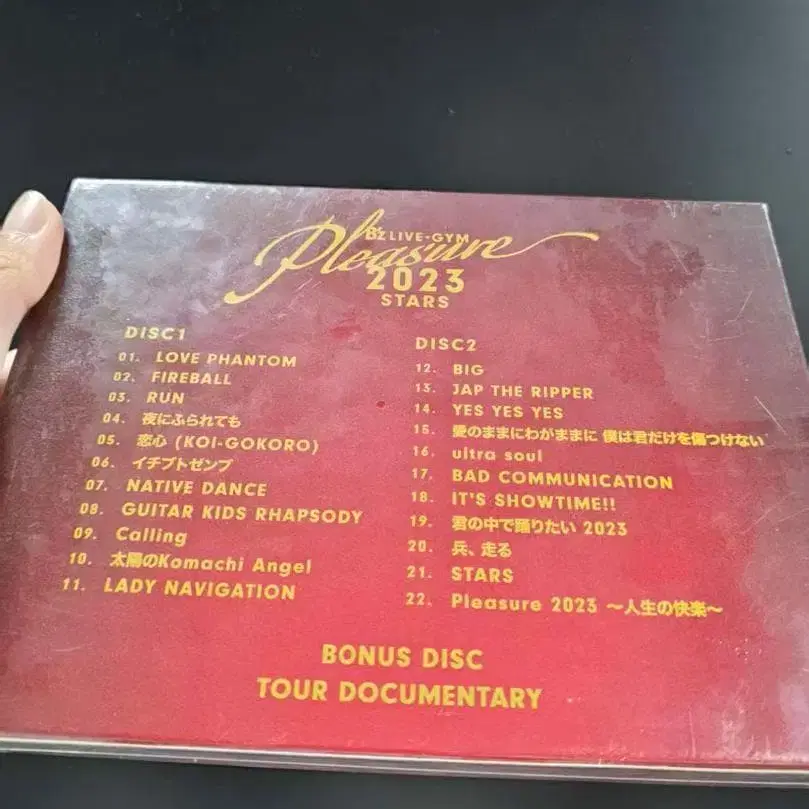 B'z LIVE-GYM
Pleasure
2023
STARS
DISC1
01. LOVE PHANTOM
02. FIREBALL
03. RUN
04. 夜にふられても
05. 恋心 (KOI-GOKORO)
06. イチブトゼンブ
07. NATIVE DANCE
08. GUITAR KIDS RHAPSODY
09. Calling
10. 太陽のKomachi Angel
11. LADY NAVIGATION
DISC2
12. BIG
13. JAP THE RIPPER
14. YES YES YES
15. 愛のままにわがままに 僕は君だけを傷つけない
16. ultra soul
17. BAD COMMUNICATION
18. IT'S SHOWTIME!!
19. 君の中で踊りたい 2023
20. 兵、走る
21. STARS
22. Pleasure 2023 ～人生の快楽～
BONUS DISC
TOUR DOCUMENTARY